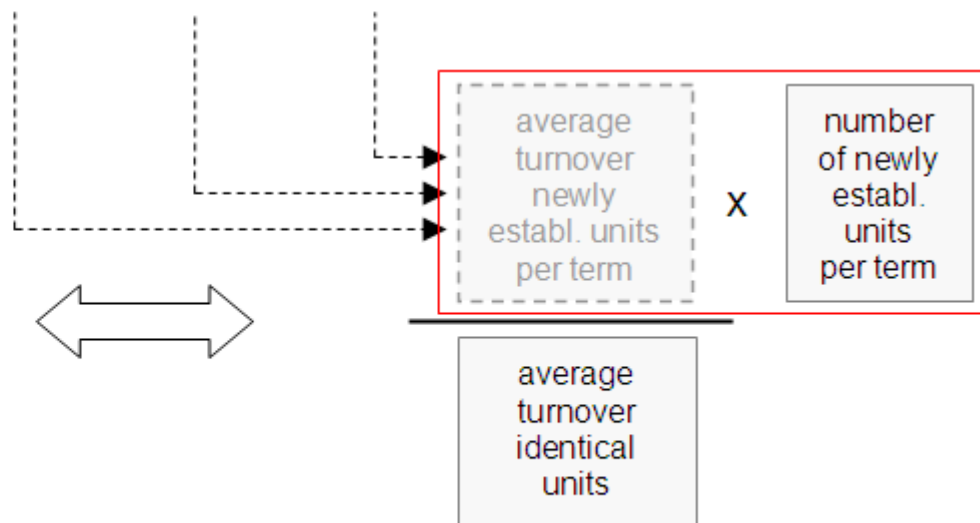 average
turnover
newly
establ. units
per term
x
number
of newly
establ.
units
per term
average
turnover
identical
units